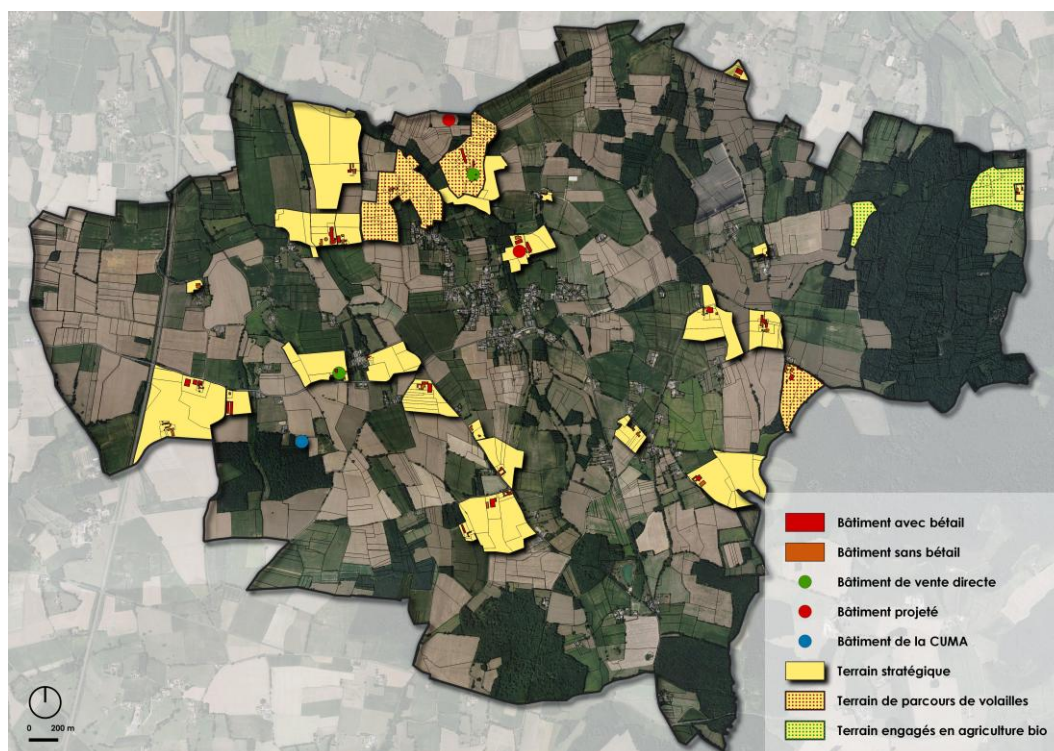 Bâtiment avec bétail
Bâtiment sans bétail
Bâtiment de vente directe
Bâtiment projeté
Bâtiment de la CUMA
Terrain stratégique
Terrain de parcours de volailles
Terrain engagés en agriculture bio
0 200 m